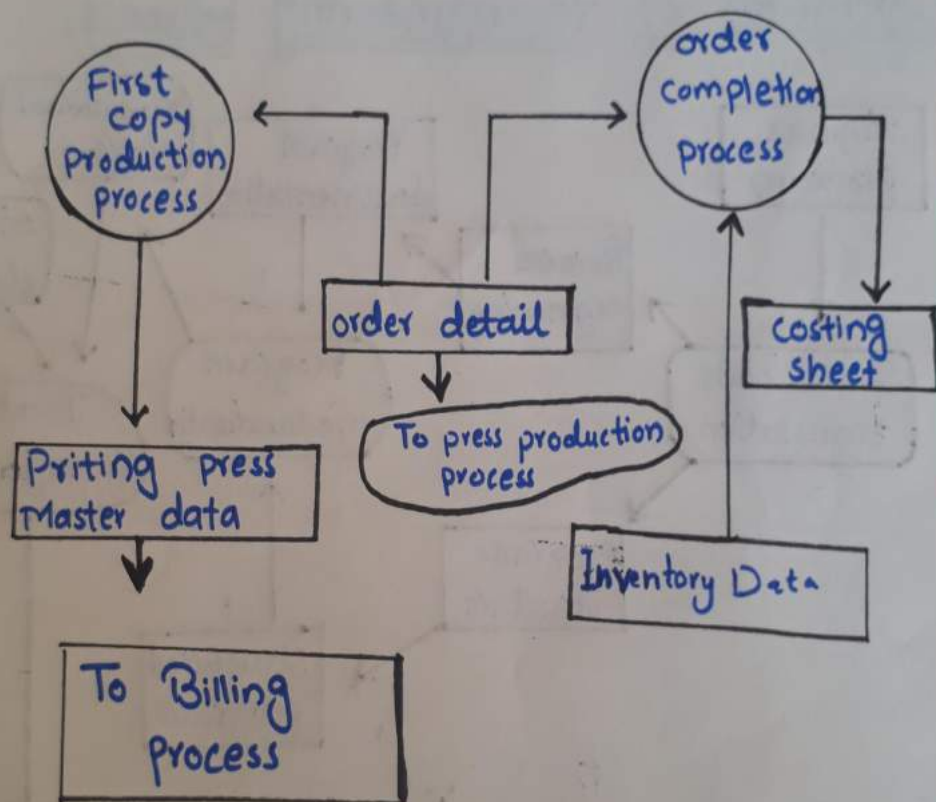 First
copy
production
process
order
completion
process
order detail
costing
sheet
To press production
process
Priting press
Master data
Inventory Data
To Billing
process